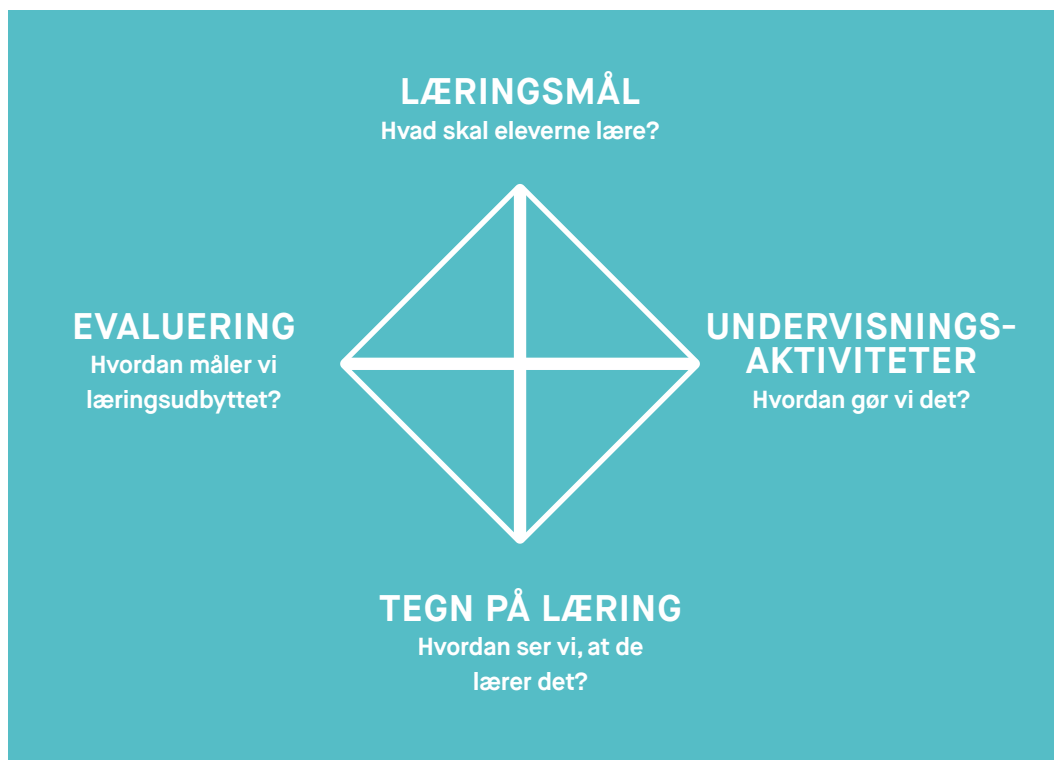 LÆRINGSMÅL
Hvad skal eleverne lære?
EVALUERING
Hvordan måler vi
læringsudbyttet?
UNDERVISNINGS-
AKTIVITETER
Hvordan gør vi det?
TEGN PÅ LÆRING
Hvordan ser vi, at de
lærer det?